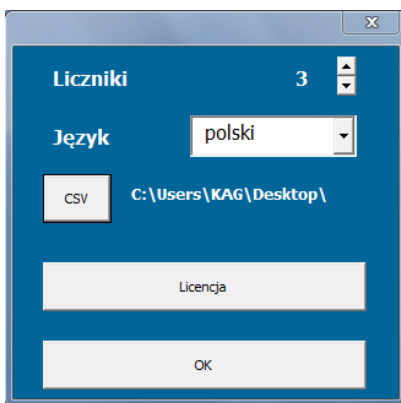 Liczniki 3
Język polski
CSV C:\Users\KAG\Desktop\
Licencja
OK